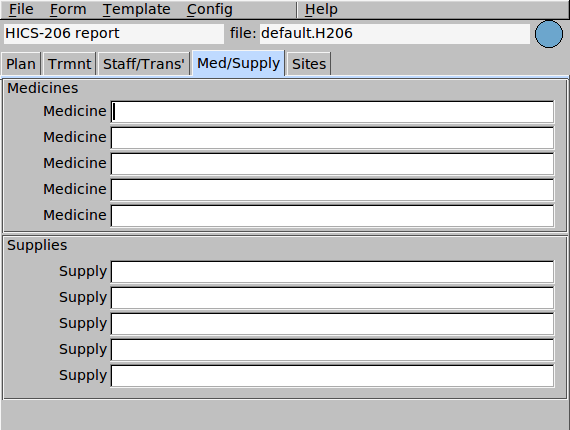 File Form Template Config Help
HICS-206 report file: default.H206
Plan Trmnt Staff/Trans' Med/Supply Sites
Medicines
Medicine
Medicine
Medicine
Medicine
Medicine
Supplies
Supply
Supply
Supply
Supply
Supply